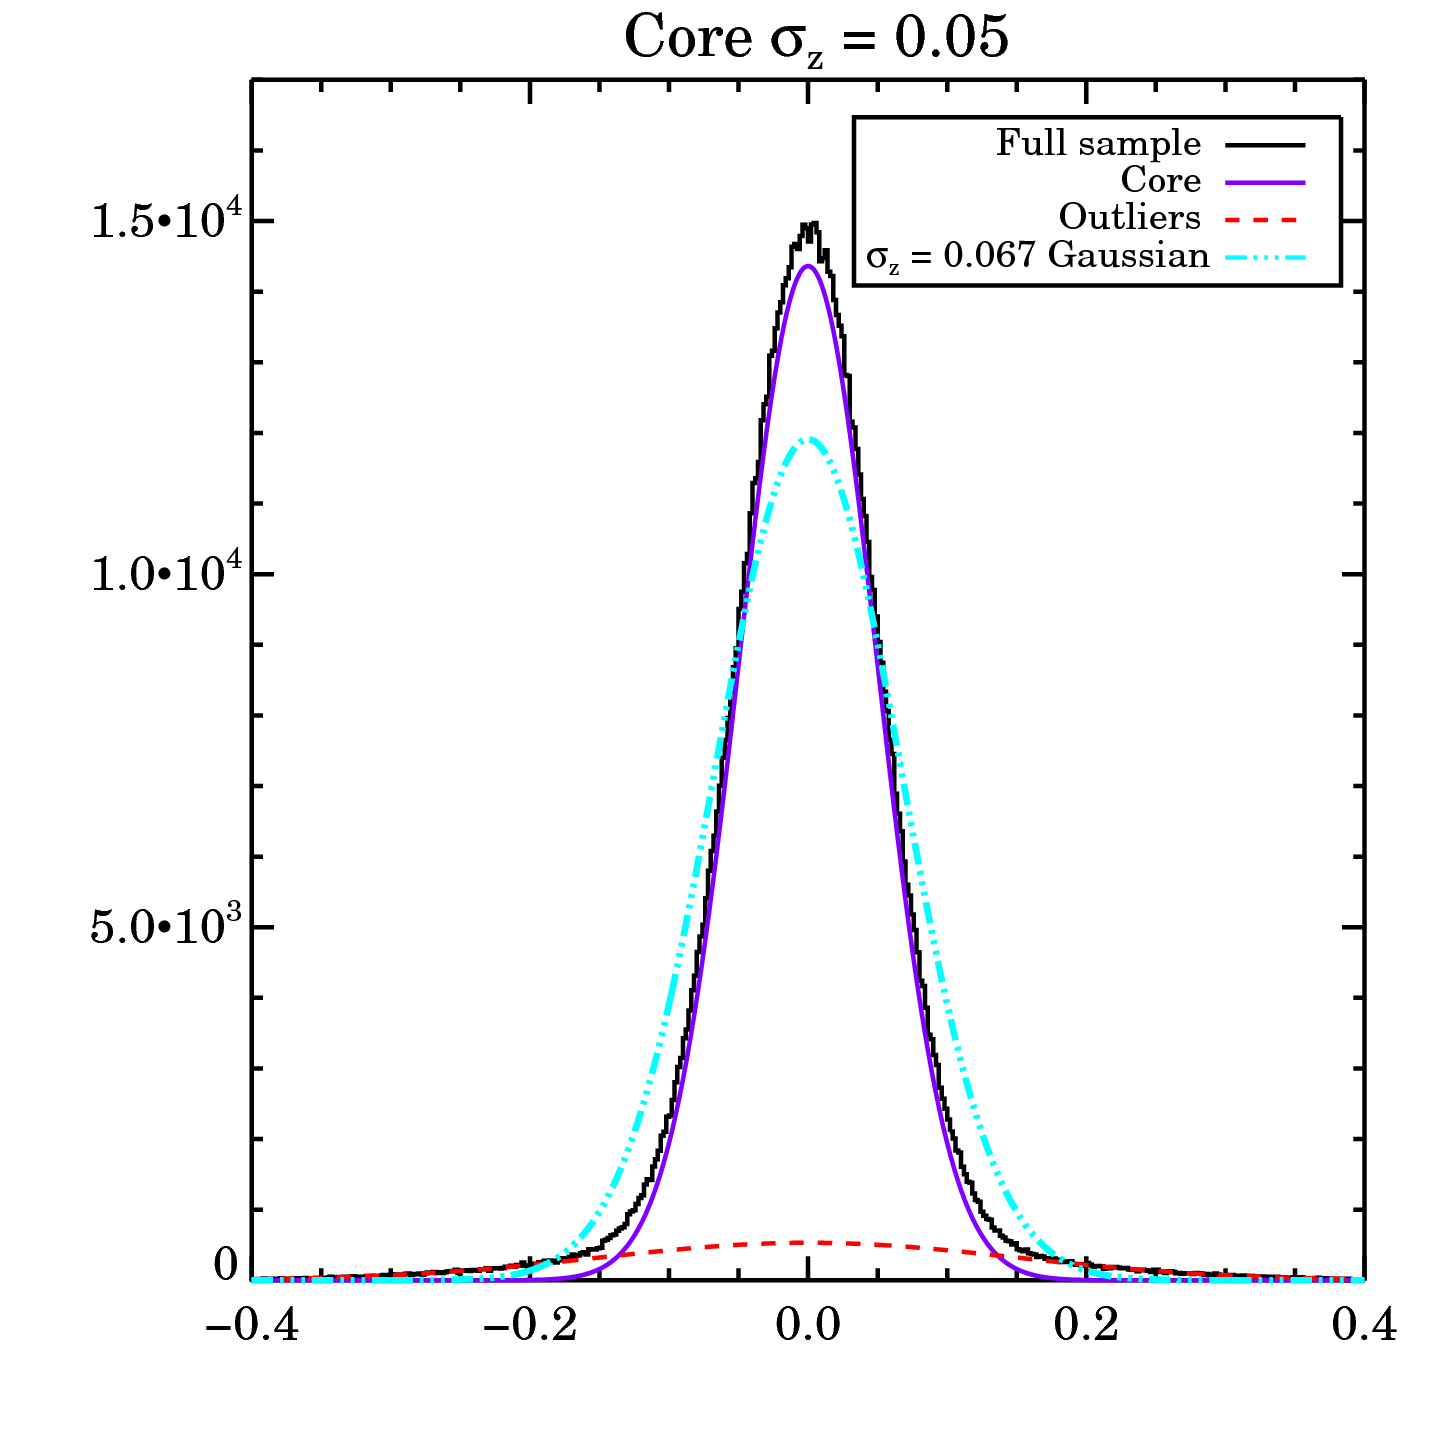 Core σz = 0.05
Full sample
Core
Outliers
σz = 0.067 Gaussian
1.5•10⁴
1.0•10⁴
5.0•10³
0
−0.4 −0.2 0.0 0.2 0.4